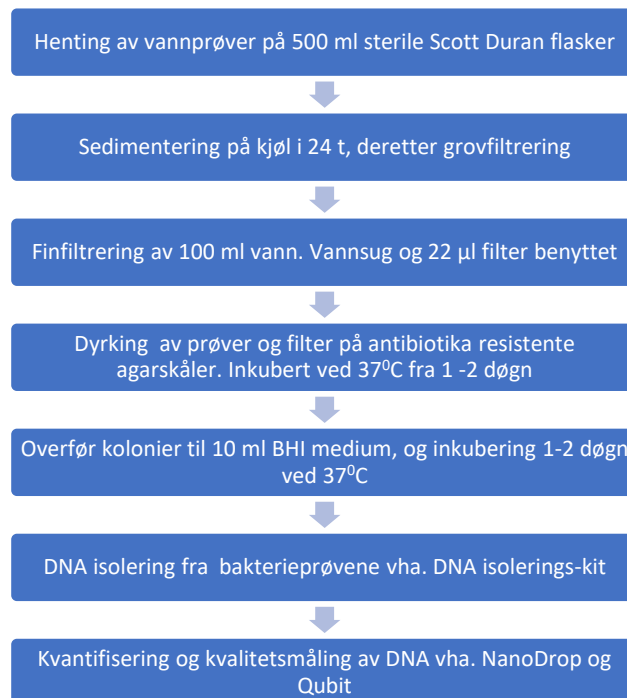 Henting av vannprøver på 500 ml sterile Scott Duran flasker
Sedimentering på kjøl i 24 t, deretter grovfiltrering
Finfiltrering av 100 ml vann. Vannsug og 22 µl filter benyttet
Dyrking av prøver og filter på antibiotika resistente
agarskåler. Inkubert ved 37⁰C fra 1 -2 døgn
Overfør kolonier til 10 ml BHI medium, og inkubering 1-2 døgn
ved 37⁰C
DNA isolering fra bakterieprøvene vha. DNA isolerings-kit
Kvantifisering og kvalitetsmåling av DNA vha. NanoDrop og
Qubit